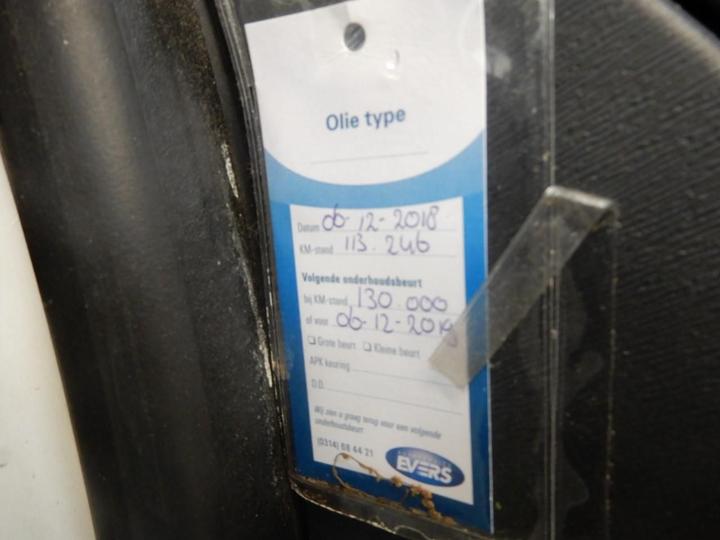 Olie type
Datum 06-12-2018
KM-stand 113.246
Volgende onderhoudsbeurt
bij KM-stand 130.000
of voor 06-12-2019
Grote beurt Kleine beurt
APK keuring
D.D.
Wij zien u graag terug voor een volgende
onderhoudsbeurt
(0314) 68 44 21
EVERS